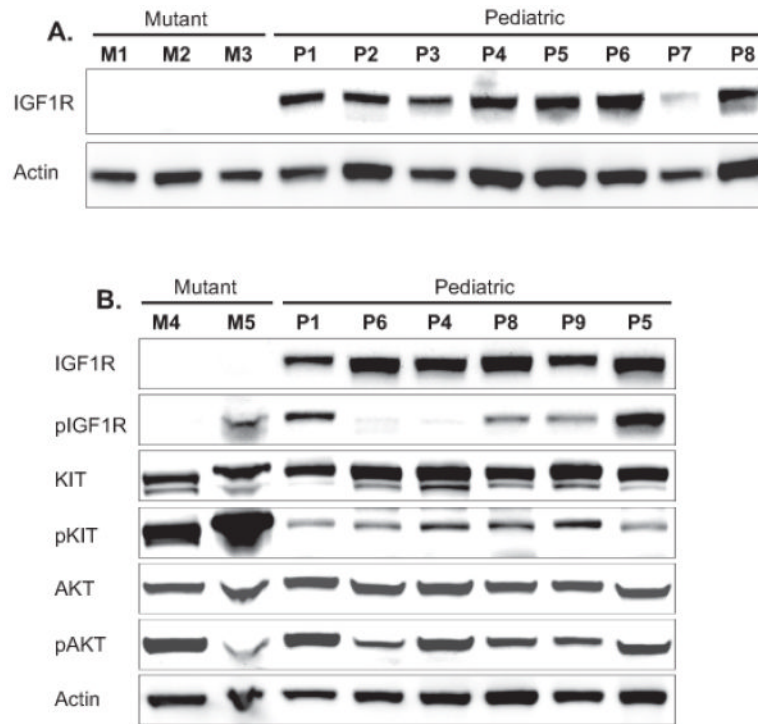 A.
Mutant Pediatric
M1 M2 M3 P1 P2 P3 P4 P5 P6 P7 P8
IGF1R
Actin
B.
Mutant Pediatric
M4 M5 P1 P6 P4 P8 P9 P5
IGF1R
pIGF1R
KIT
pKIT
AKT
pAKT
Actin